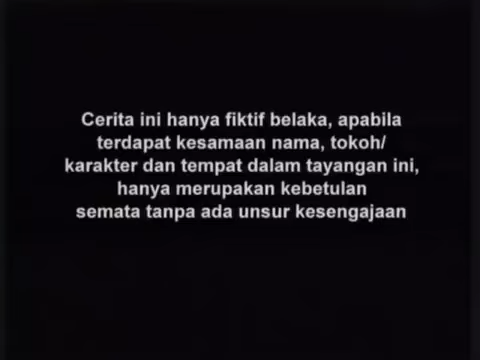 Cerita ini hanya fiktif belaka, apabila
terdapat kesamaan nama, tokoh/
karakter dan tempat dalam tayangan ini,
hanya merupakan kebetulan
semata tanpa ada unsur kesengajaan